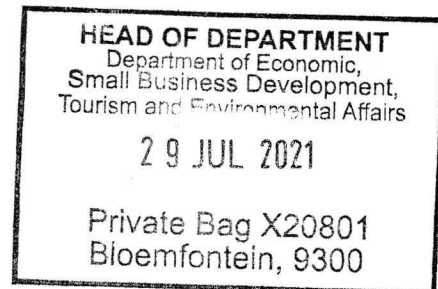 HEAD OF DEPARTMENT
Department of Economic,
Small Business Development,
Tourism and Environmental Affairs
29 JUL 2021
Private Bag X20801
Bloemfontein, 9300